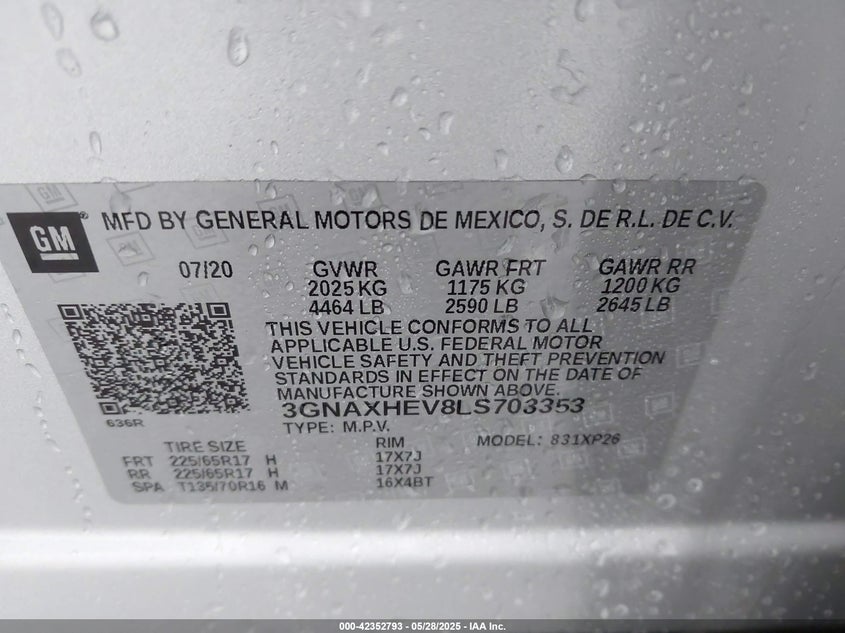 GM
MFD BY GENERAL MOTORS DE MEXICO, S. DE R.L. DE C.V.
07/20 GVWR GAWR FRT GAWR RR
2025 KG 1175 KG 1200 KG
4464 LB 2590 LB 2645 LB
THIS VEHICLE CONFORMS TO ALL
APPLICABLE U.S. FEDERAL MOTOR
VEHICLE SAFETY AND THEFT PREVENTION
STANDARDS IN EFFECT ON THE DATE OF
MANUFACTURE SHOWN ABOVE.
3GNAXHEV8LS703353
636R
TYPE: M.P.V.
TIRE SIZE RIM MODEL: 831XP26
FRT 225/65R17 H 17X7J
RR 225/65R17 H 17X7J
SPA T135/70R16 M 16X4BT
000-42352793 - 05/28/2025 - IAA Inc.